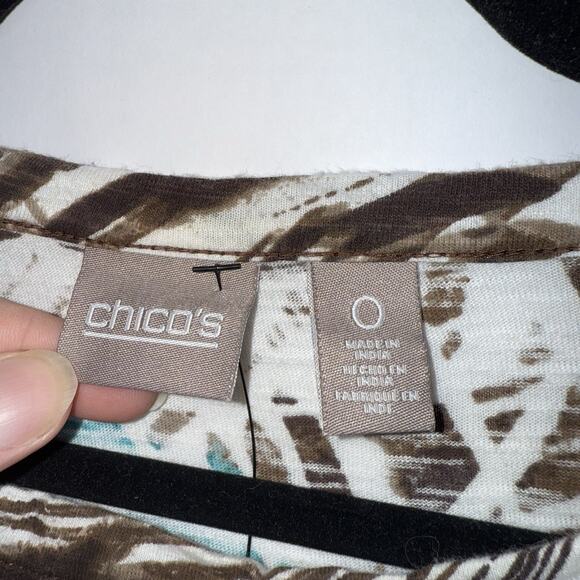 chico's
0
MADE IN
INDIA
HECHO EN
INDIA
FABRIQUE EN
INDE